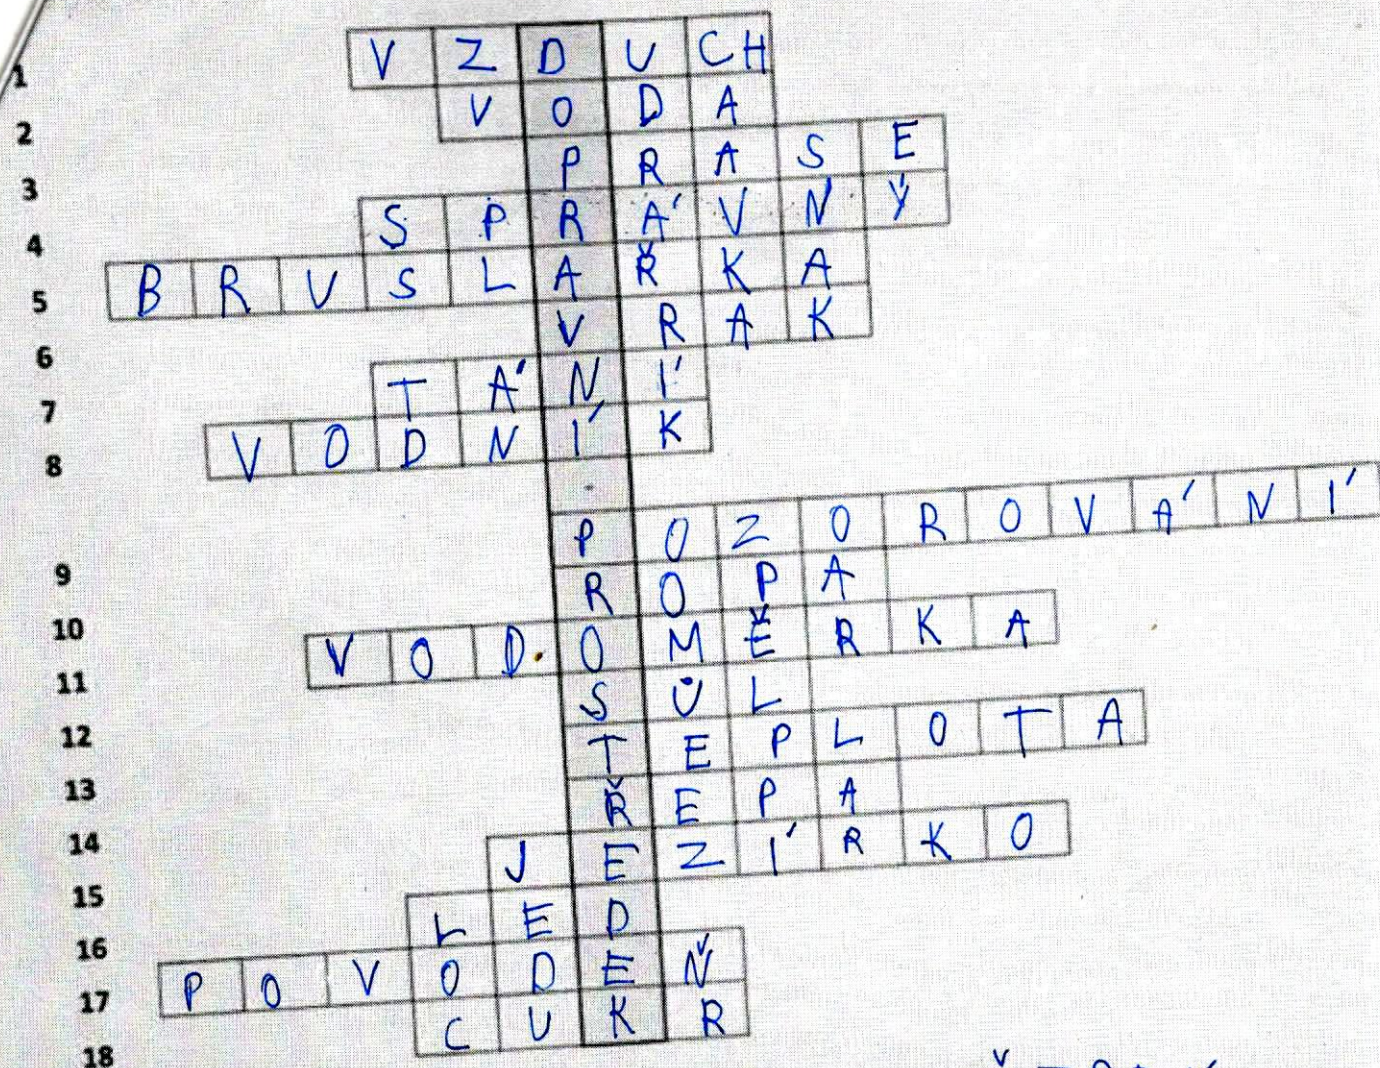 1 VZDUCH
2 VODA
3 PRASE
4 SPRÁVNÝ
5 BRUSLAŘKA
6 VRAK
7 TÁNÍ
8 VODNÍK
9 POZOROVÁNÍ
10 ROPA
11 VODOMĚRKA
12 SŮL
13 TEPLOTA
14 ŘEPA
15 JEZÍRKO
16 LED
17 POVODEŇ
18 CUKR